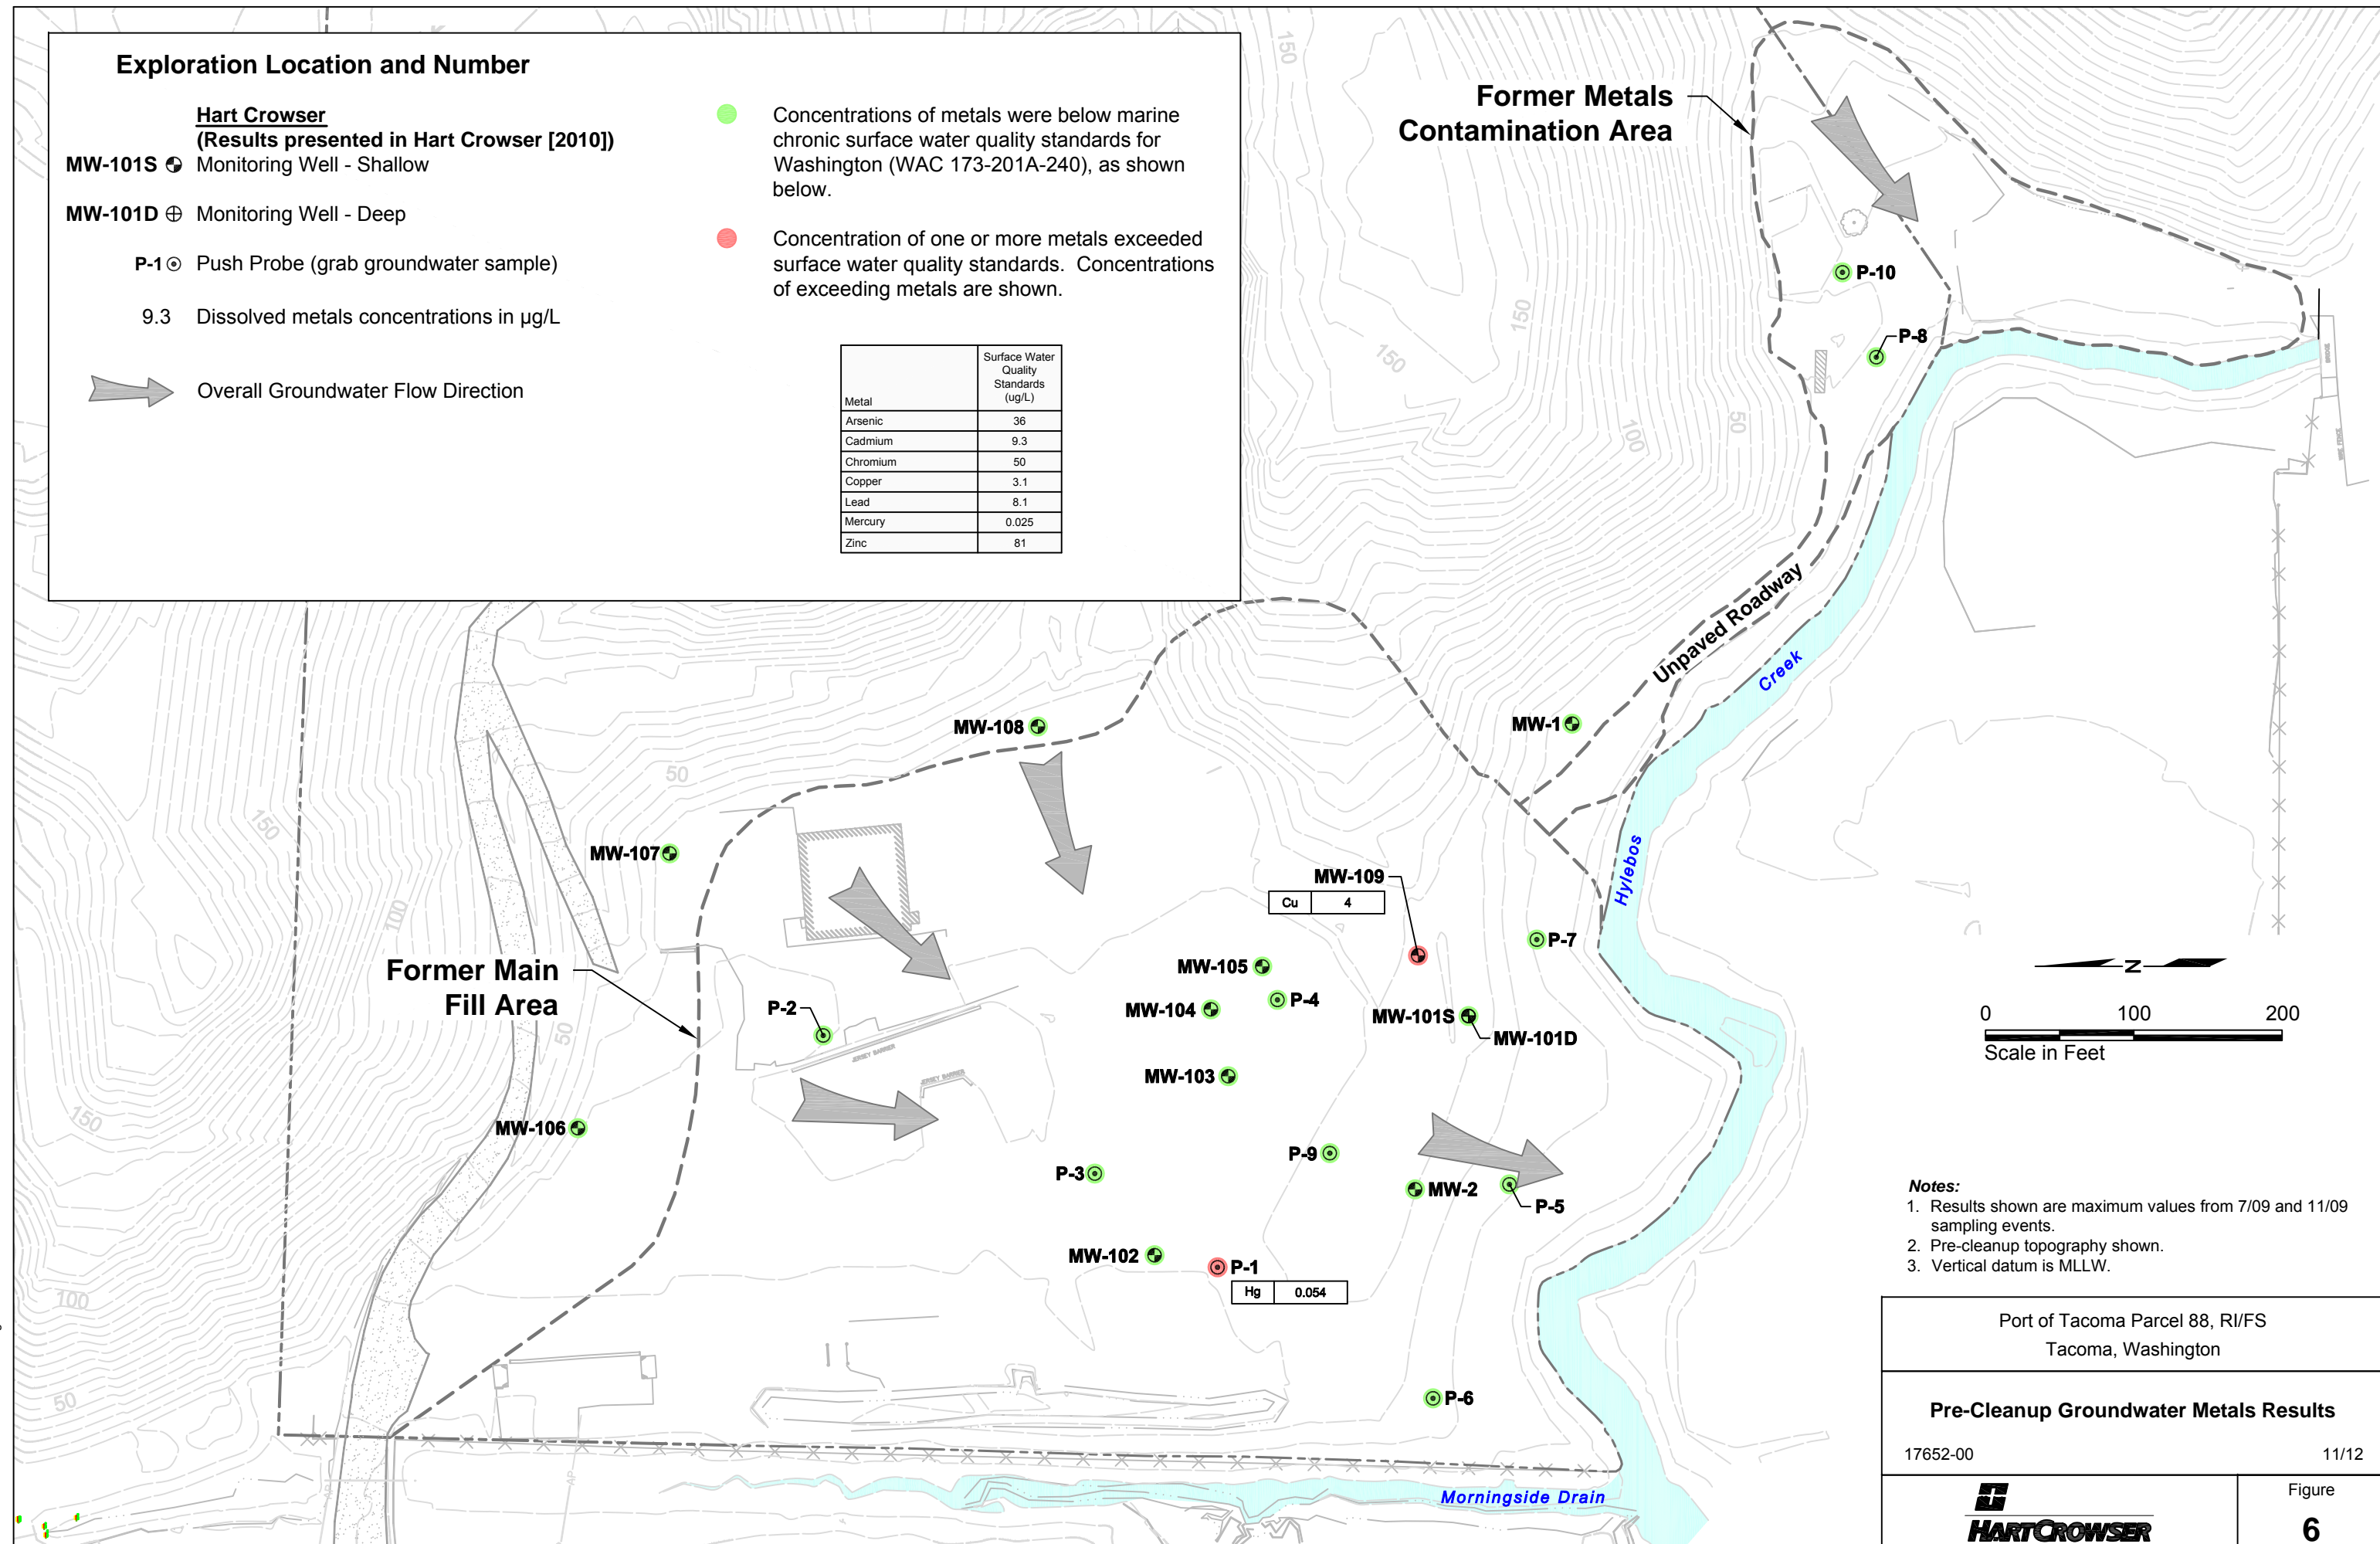 Exploration Location and Number
Hart Crowser
(Results presented in Hart Crowser [2010])
MW-101S Monitoring Well - Shallow
MW-101D Monitoring Well - Deep
P-1 Push Probe (grab groundwater sample)
9.3 Dissolved metals concentrations in µg/L
Overall Groundwater Flow Direction
Concentrations of metals were below marine
chronic surface water quality standards for
Washington (WAC 173-201A-240), as shown
below.
Concentration of one or more metals exceeded
surface water quality standards. Concentrations
of exceeding metals are shown.
Metal
Surface Water
Quality
Standards
(ug/L)
Arsenic 36
Cadmium 9.3
Chromium 50
Copper 3.1
Lead 8.1
Mercury 0.025
Zinc 81
Former Metals
Contamination Area
150
150
150
100
50
P-10
P-8
Unpaved Roadway
Creek
Hylebos
MW-108
MW-1
50
150
MW-107
100
MW-109
Cu 4
P-7
Former Main
Fill Area
MW-105
P-4
MW-104
P-2
MW-101S
MW-101D
JERSEY BARRIER
JERSEY BARRIER
50
MW-103
150
MW-106
P-9
P-3
MW-2
P-5
MW-102
P-1
Hg 0.054
100
50
P-6
Morningside Drain
N
0 100 200
Scale in Feet
Notes:
1. Results shown are maximum values from 7/09 and 11/09
sampling events.
2. Pre-cleanup topography shown.
3. Vertical datum is MLLW.
Port of Tacoma Parcel 88, RI/FS
Tacoma, Washington
Pre-Cleanup Groundwater Metals Results
17652-00 11/12
HARTCROWSER
Figure
6